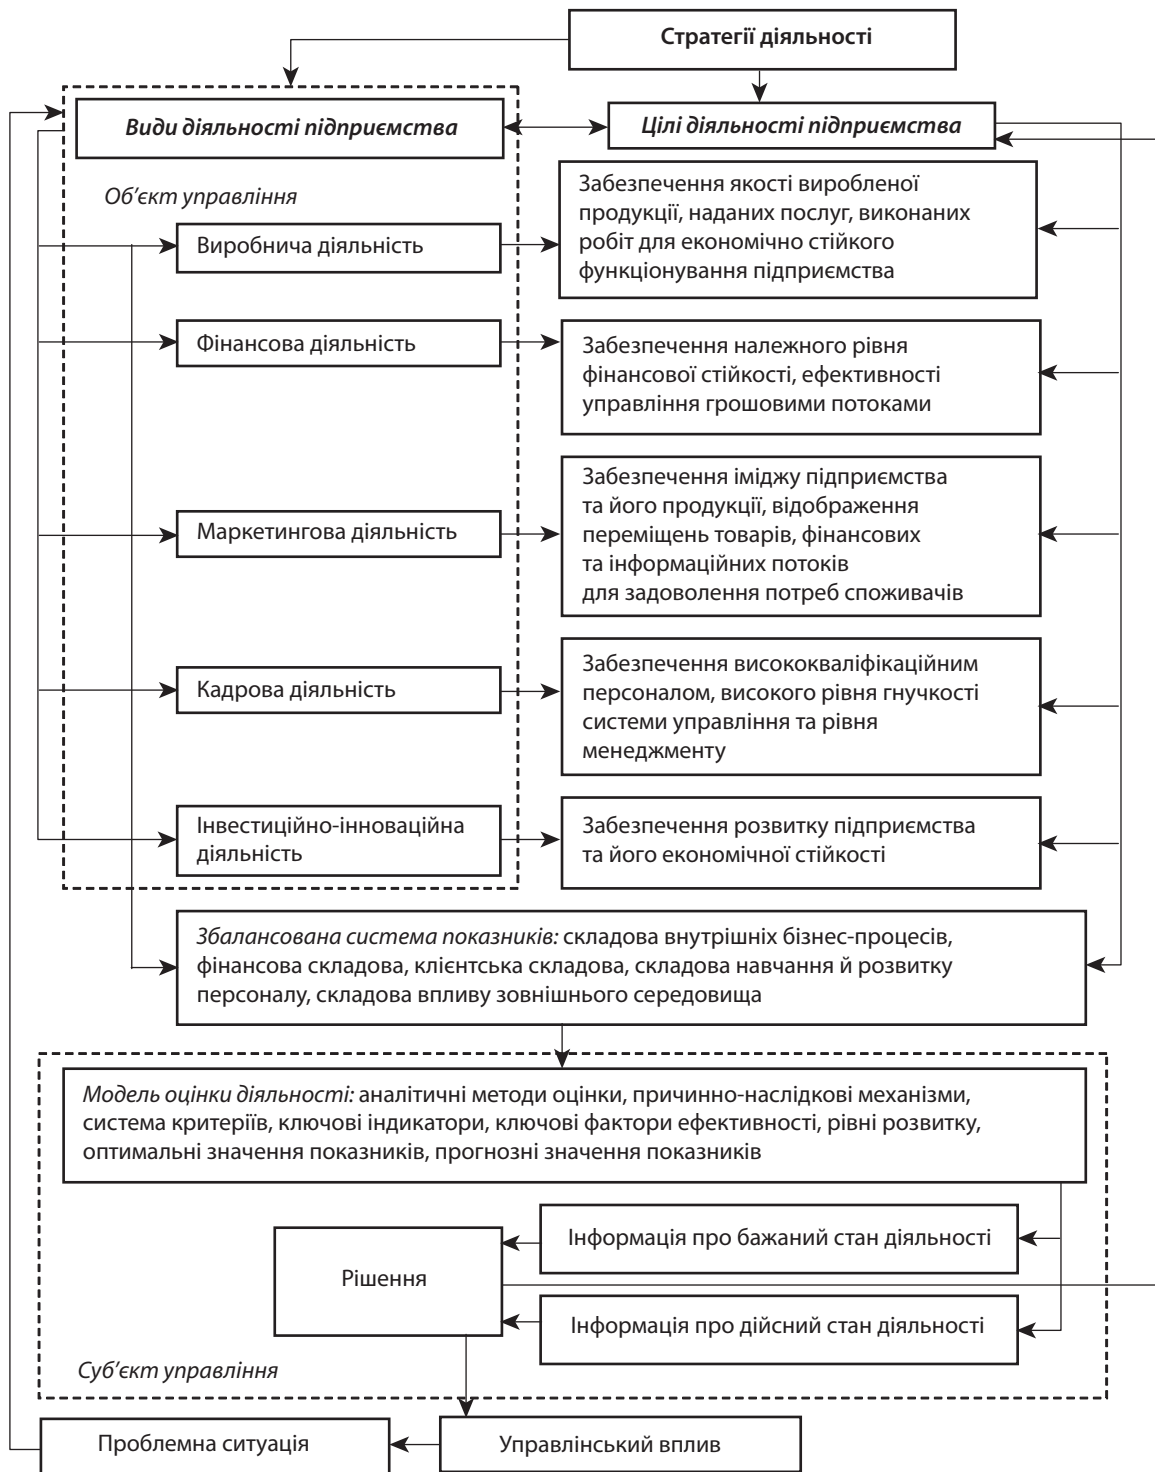 Стратегії діяльності
Види діяльності підприємства
Цілі діяльності підприємства
Об’єкт управління
Виробнича діяльність
Забезпечення якості виробленої
продукції, наданих послуг, виконаних
робіт для економічно стійкого
функціонування підприємства
Фінансова діяльність
Забезпечення належного рівня
фінансової стійкості, ефективності
управління грошовими потоками
Маркетингова діяльність
Забезпечення іміджу підприємства
та його продукції, відображення
переміщень товарів, фінансових
та інформаційних потоків
для задоволення потреб споживачів
Кадрова діяльність
Забезпечення висококваліфікаційним
персоналом, високого рівня гнучкості
системи управління та рівня
менеджменту
Інвестиційно-інноваційна
діяльність
Забезпечення розвитку підприємства
та його економічної стійкості
Збалансована система показників: складова внутрішніх бізнес-процесів,
фінансова складова, клієнтська складова, складова навчання й розвитку
персоналу, складова впливу зовнішнього середовища
Модель оцінки діяльності: аналітичні методи оцінки, причинно-наслідкові механізми,
система критеріїв, ключові індикатори, ключові фактори ефективності, рівні розвитку,
оптимальні значення показників, прогнозні значення показників
Інформація про бажаний стан діяльності
Рішення
Інформація про дійсний стан діяльності
Суб’єкт управління
Проблемна ситуація
Управлінський вплив